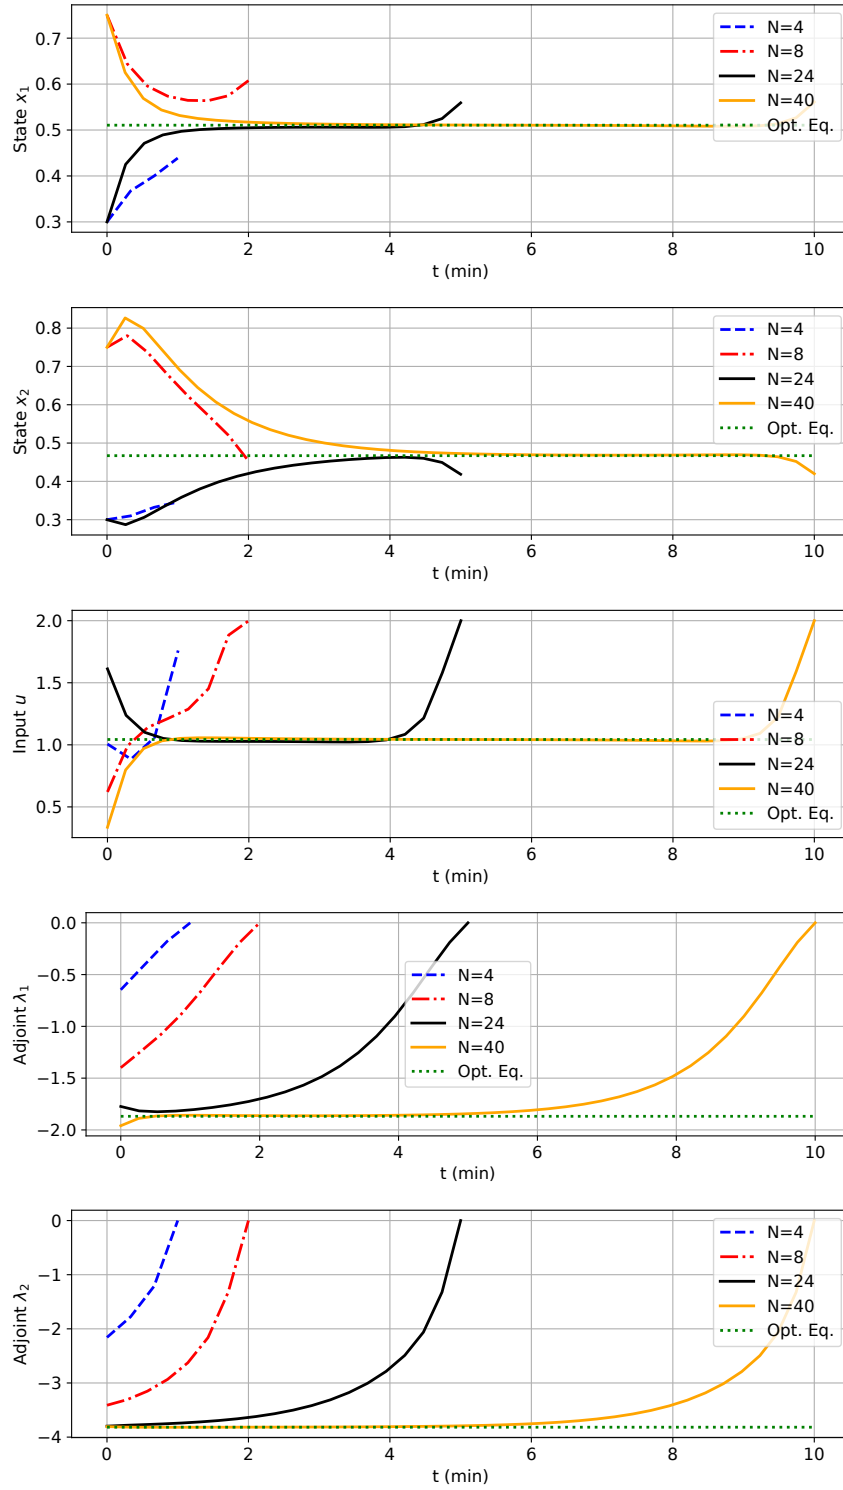 State x₁
0.7
0.6
0.5
0.4
0.3
N=4
N=8
N=24
N=40
Opt. Eq.
0 2 4 6 8 10
t (min)
State x₂
0.8
0.7
0.6
0.5
0.4
0.3
N=4
N=8
N=24
N=40
Opt. Eq.
0 2 4 6 8 10
t (min)
Input u
2.0
1.5
1.0
0.5
N=4
N=8
N=24
N=40
Opt. Eq.
0 2 4 6 8 10
t (min)
Adjoint λ₁
0.0
−0.5
−1.0
−1.5
−2.0
N=4
N=8
N=24
N=40
Opt. Eq.
0 2 4 6 8 10
t (min)
Adjoint λ₂
0
−1
−2
−3
−4
N=4
N=8
N=24
N=40
Opt. Eq.
0 2 4 6 8 10
t (min)